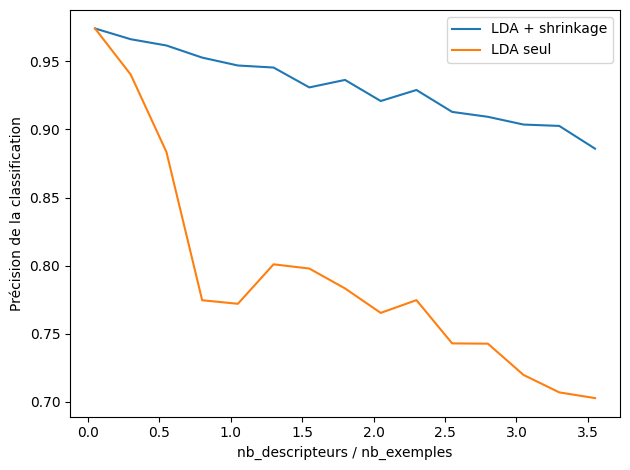 LDA + shrinkage
LDA seul
Précision de la classification
0.95
0.90
0.85
0.80
0.75
0.70
0.0 0.5 1.0 1.5 2.0 2.5 3.0 3.5
nb_descripteurs / nb_exemples